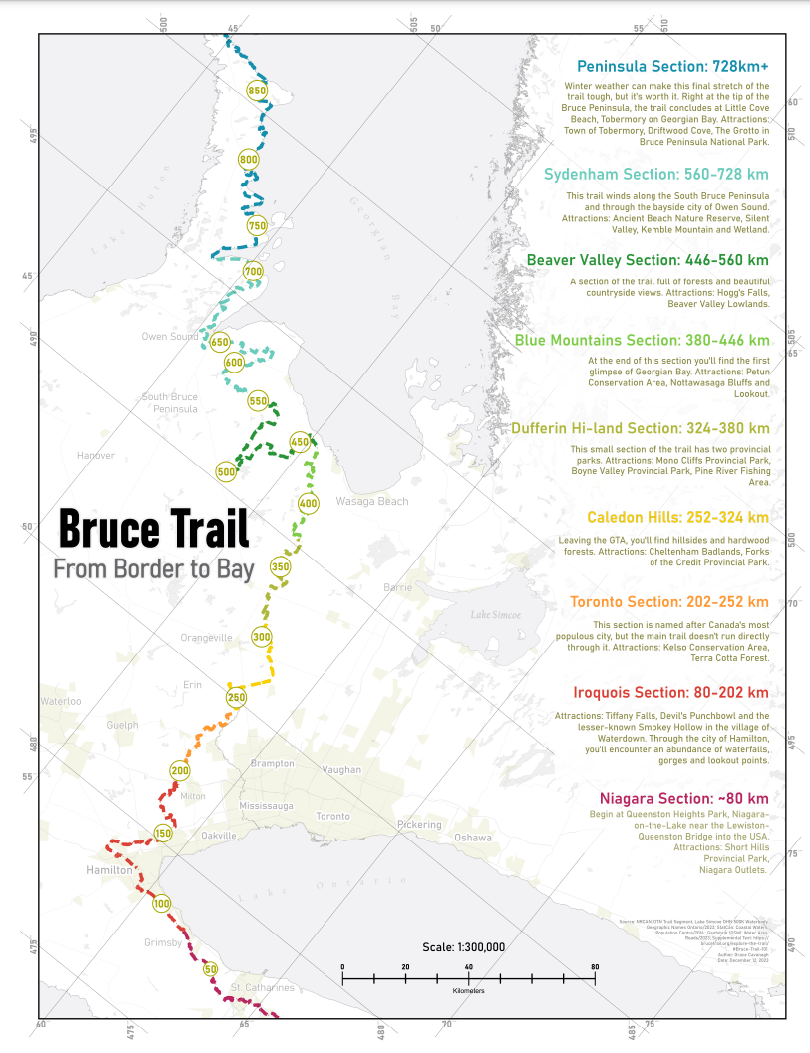 Peninsula Section: 728km+
Winter weather can make this final stretch of the
trail tough, but it's worth it. Right at the tip of the
Bruce Peninsula, the trail concludes at Little Cove
Beach, Tobermory on Georgian Bay. Attractions:
Town of Tobermory, Driftwood Cove, The Grotto in
Bruce Peninsula National Park.
Sydenham Section: 560-728 km
This trail winds along the South Bruce Peninsula
and through the bayside city of Owen Sound.
Attractions: Ancient Beach Nature Reserve, Silent
Valley, Kemble Mountain and Wetland.
Beaver Valley Section: 446-560 km
A section of the trail full of forests and beautiful
countryside views. Attractions: Hogg's Falls,
Beaver Valley Lowlands.
Blue Mountains Section: 380-446 km
At the end of this section you'll find the first
glimpse of Georgian Bay. Attractions: Petun
Conservation Area, Nottawasaga Bluffs and
Lookout.
Dufferin Hi-land Section: 324-380 km
This small section of the trail has two provincial
parks. Attractions: Mono Cliffs Provincial Park,
Boyne Valley Provincial Park, Pine River Fishing
Area.
Caledon Hills: 252-324 km
Leaving the GTA, you'll find hillsides and hardwood
forests. Attractions: Cheltenham Badlands, Forks
of the Credit Provincial Park.
Toronto Section: 202-252 km
This section is named after Canada's most
populous city, but the main trail doesn't run directly
through it. Attractions: Kelso Conservation Area,
Terra Cotta Forest.
Iroquois Section: 80-202 km
Attractions: Tiffany Falls, Devil's Punchbowl and the
lesser-known Smokey Hollow in the village of
Waterdown. Through the city of Hamilton,
you'll encounter an abundance of waterfalls,
gorges and lookout points.
Niagara Section: ~80 km
Begin at Queenston Heights Park, Niagara-
on-the-Lake near the Lewiston-
Queenston Bridge into the USA.
Attractions: Short Hills
Provincial Park,
Niagara Outlets.
Bruce Trail
From Border to Bay
850
800
750
700
650
600
550
500
450
400
350
300
250
200
150
100
50
Lake Huron
Georgian Bay
Owen Sound
South Bruce
Peninsula
Hanover
Wasaga Beach
Barrie
Lake Simcoe
Orangeville
Erin
Waterloo
Guelph
Brampton
Vaughan
Milton
Mississauga
Toronto
Oakville
Pickering
Oshawa
Hamilton
Lake Ontario
Grimsby
St. Catharines
Scale: 1:300,000
0 20 40 80
Kilometers
Author: Grace Cavanagh
Date: December 12, 2023
500 45 505 50 55 510
495
45
490
50
480
55
475
60 475 65 480 70 485 75
60
510
505
65
500
70
495
75
490